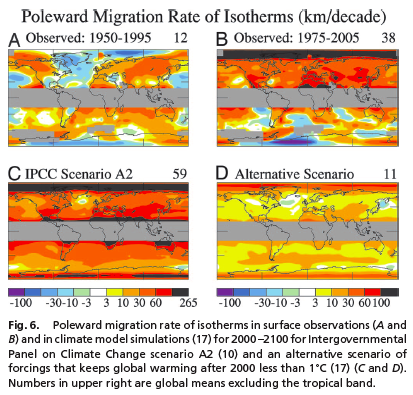 Poleward Migration Rate of Isotherms (km/decade)
A Observed: 1950-1995 12
B Observed: 1975-2005 38
C IPCC Scenario A2 59
D Alternative Scenario 11
-100 -30 -10 -3 3 10 30 60 265
-100 -30 -10 -3 3 10 30 60 100
Fig. 6. Poleward migration rate of isotherms in surface observations (A and
B) and in climate model simulations (17) for 2000–2100 for Intergovernmental
Panel on Climate Change scenario A2 (10) and an alternative scenario of
forcings that keeps global warming after 2000 less than 1°C (17) (C and D).
Numbers in upper right are global means excluding the tropical band.